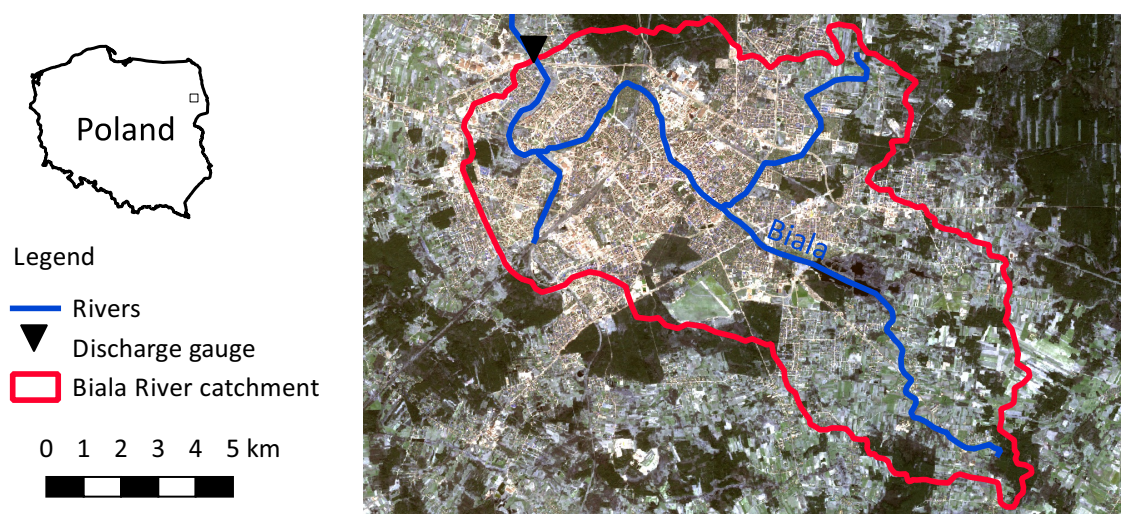 Poland
Legend
Rivers
Discharge gauge
Biala River catchment
0 1 2 3 4 5 km
Biala